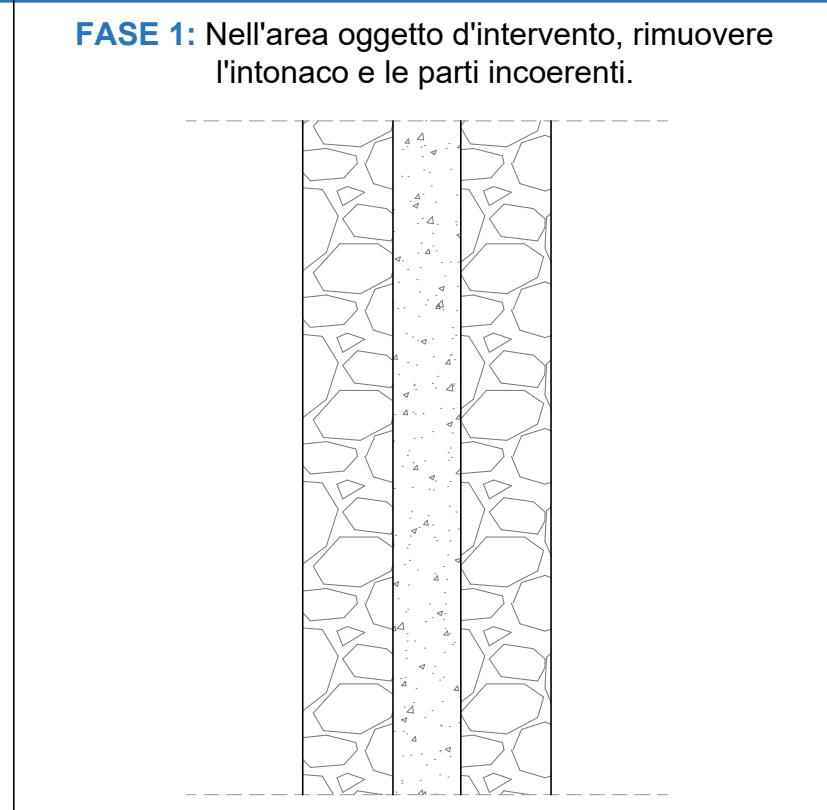 FASE 1: Nell'area oggetto d'intervento, rimuovere
l'intonaco e le parti incoerenti.